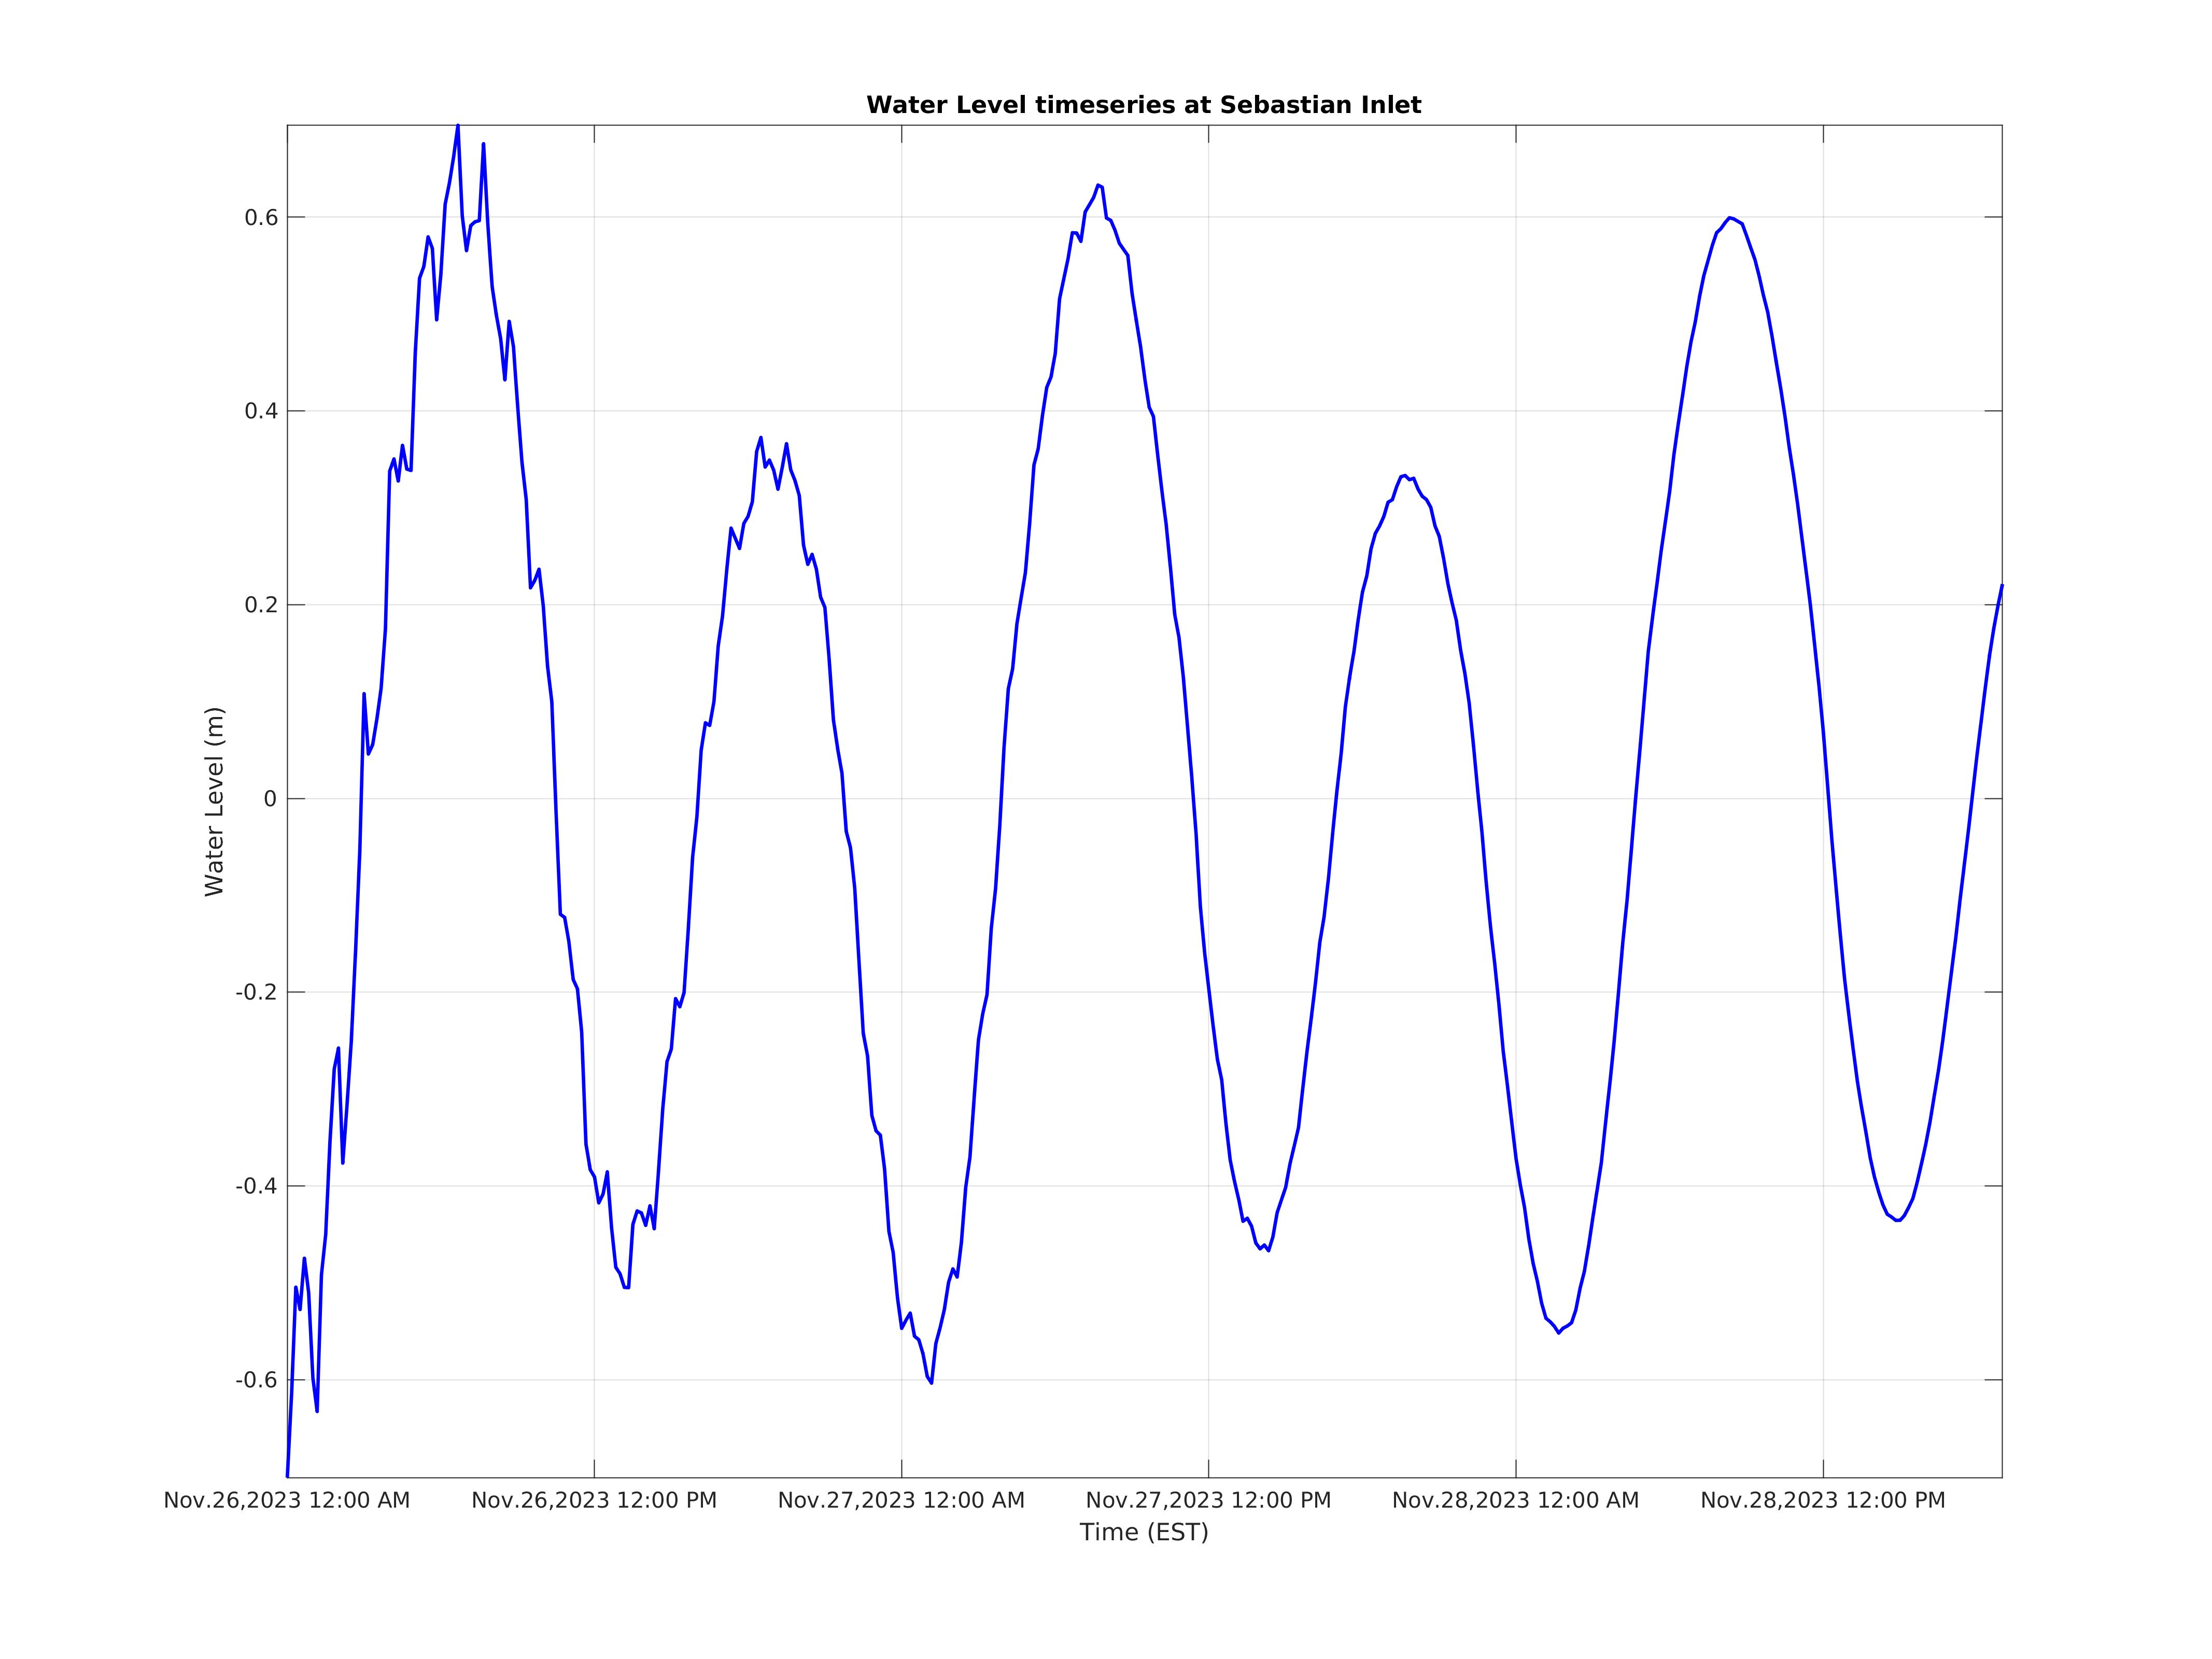 Water Level timeseries at Sebastian Inlet
0.6
0.4
0.2
0
-0.2
-0.4
-0.6
Water Level (m)
Nov.26,2023 12:00 AM
Nov.26,2023 12:00 PM
Nov.27,2023 12:00 AM
Nov.27,2023 12:00 PM
Nov.28,2023 12:00 AM
Nov.28,2023 12:00 PM
Time (EST)